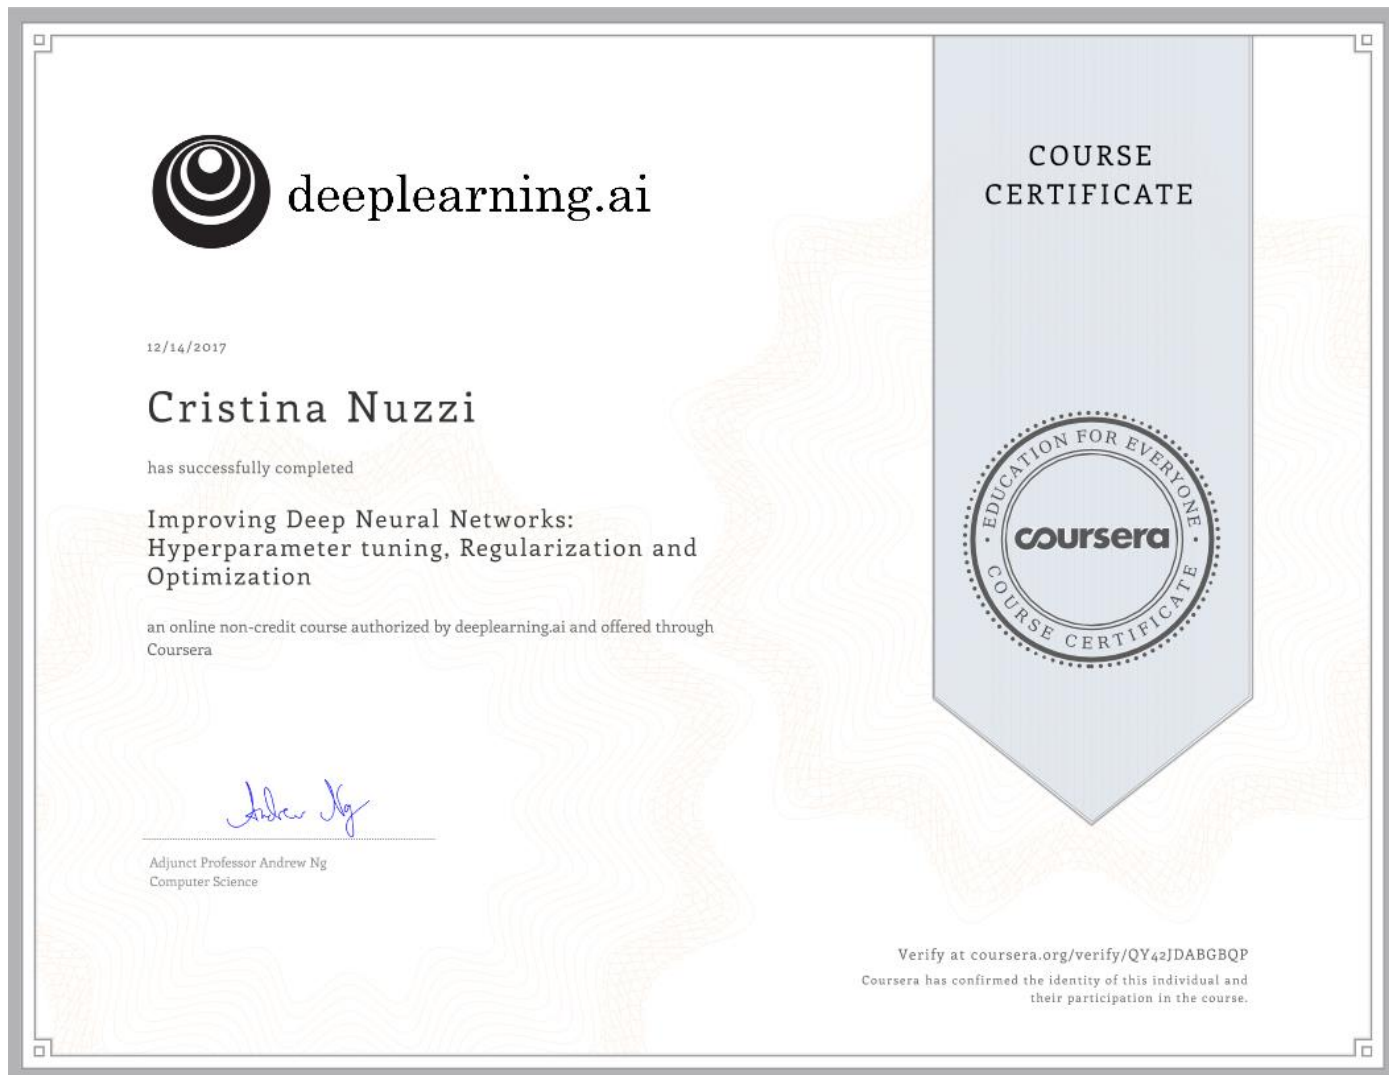 deeplearning.ai
COURSE
CERTIFICATE
12/14/2017
Cristina Nuzzi
has successfully completed
Improving Deep Neural Networks:
Hyperparameter tuning, Regularization and
Optimization
an online non-credit course authorized by deeplearning.ai and offered through
Coursera
EDUCATION FOR EVERYONE
coursera
COURSE CERTIFICATE
Andrew Ng
Adjunct Professor Andrew Ng
Computer Science
Verify at coursera.org/verify/QY42JDABGBQP
Coursera has confirmed the identity of this individual and
their participation in the course.